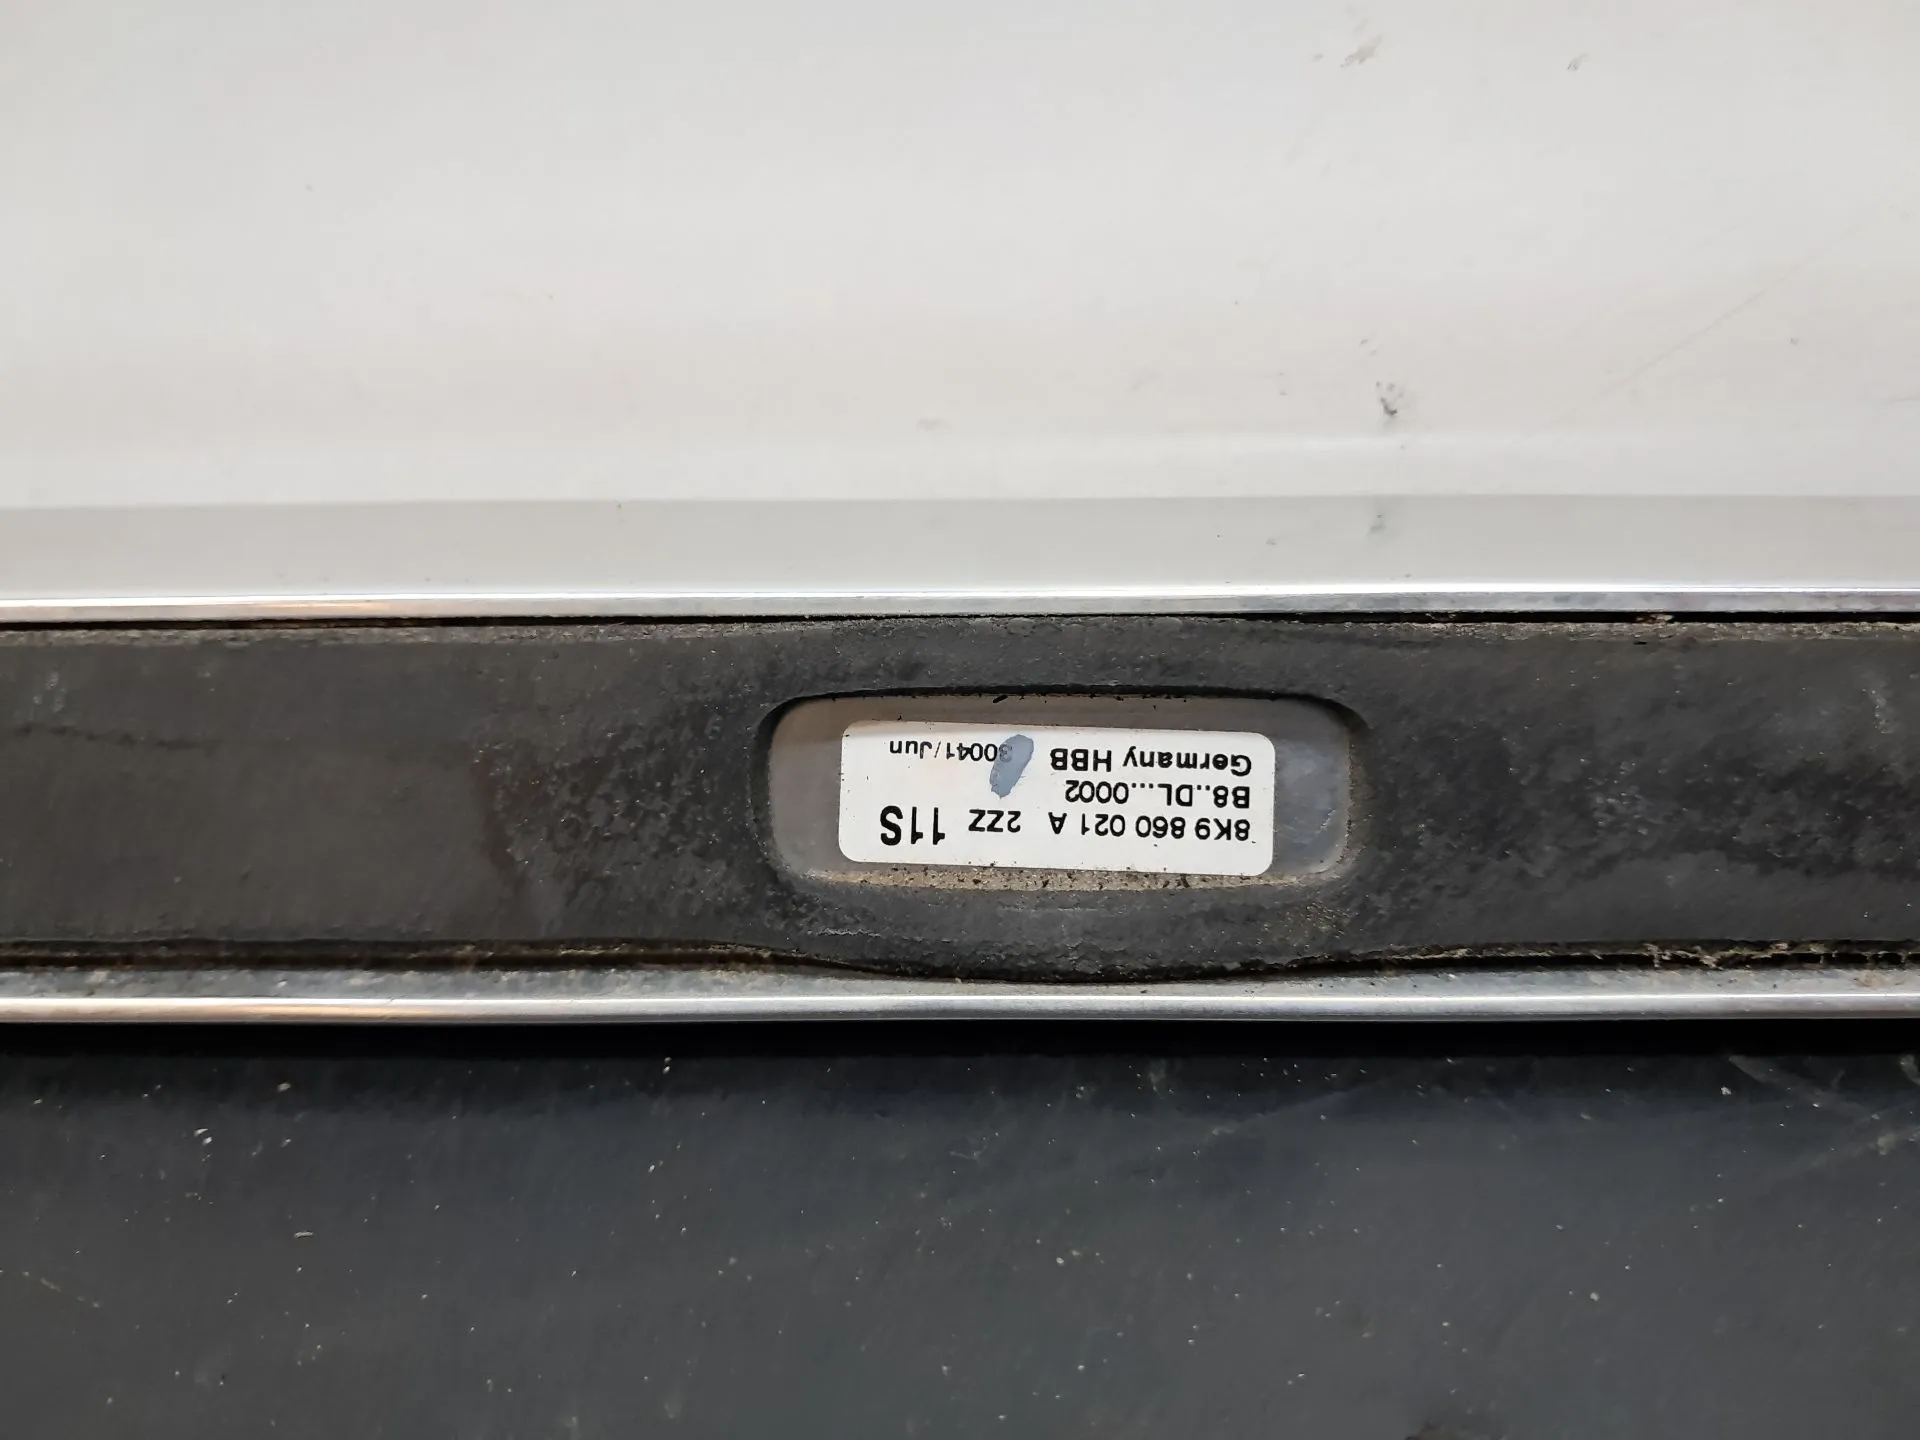 8K9 860 021 A 2ZZ 11S
B8..DL....0002
Germany HBB 30041/Jun